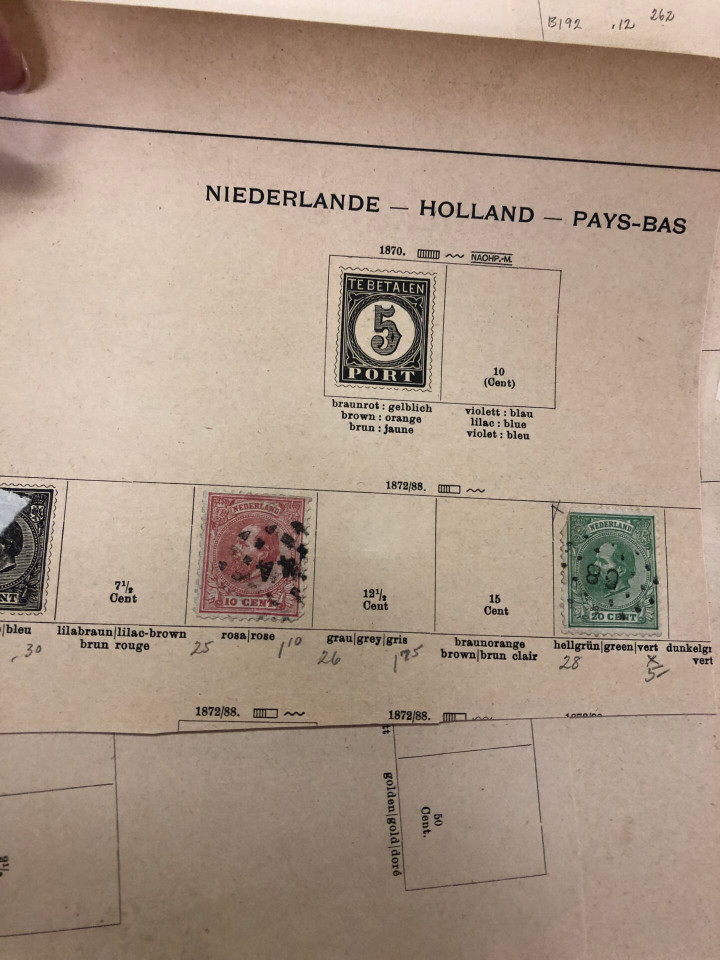 B192 .12 262
NIEDERLANDE — HOLLAND — PAYS-BAS
1870. NACHP.-M.
TE BETALEN
5
PORT
10
(Cent)
braunrot : gelblich
brown : orange
brun : jaune
violett : blau
lilac : blue
violet : bleu
1872/88.
ENT
|bleu
.30
7½
Cent
lilabraun|lilac-brown
brun rouge
NEDERLAND
10 CENT
rosa|rose
25 1 10
12½
Cent
grau|grey|gris
26 1 75
15
Cent
braunorange
brown|brun clair
x
NEDERLAND
20 CENT
hellgrün|green|vert
28 x
5-
dunkelgr
vert
1872/88.
1872/88.
tt
golden|gold|doré
50
Cent.